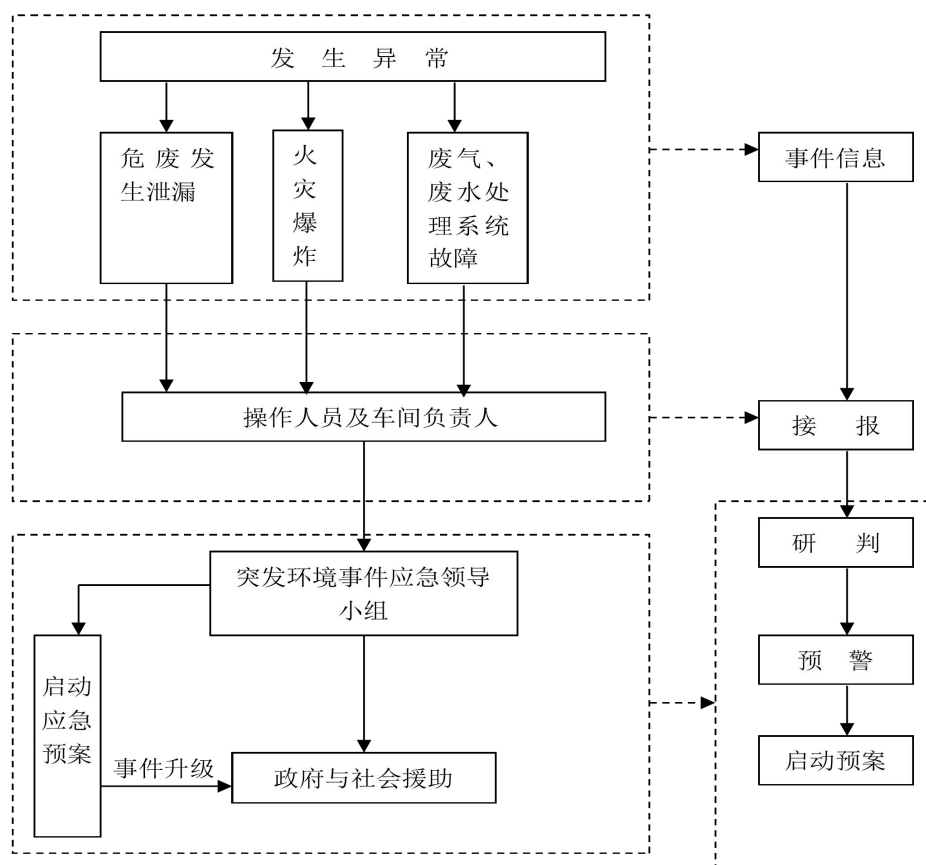 发 生 异 常
危 废 发
生泄漏
火
灾
爆
炸
废气、
废水处
理系统
故障
事件信息
操作人员及车间负责人
接 报
突发环境事件应急领导
小组
研 判
启动
应急
预案
预 警
事件升级
政府与社会援助
启动预案